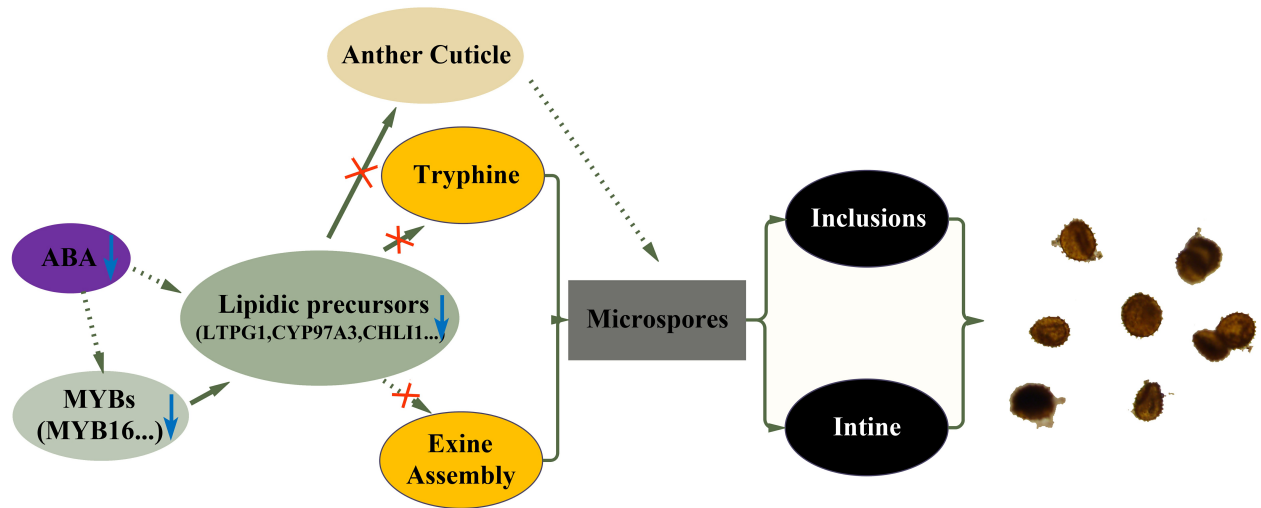 Anther Cuticle
Tryphine
ABA
Lipidic precursors
(LTPG1,CYP97A3,CHLI1...)
MYBs
(MYB16...)
Exine
Assembly
Microspores
Inclusions
Intine